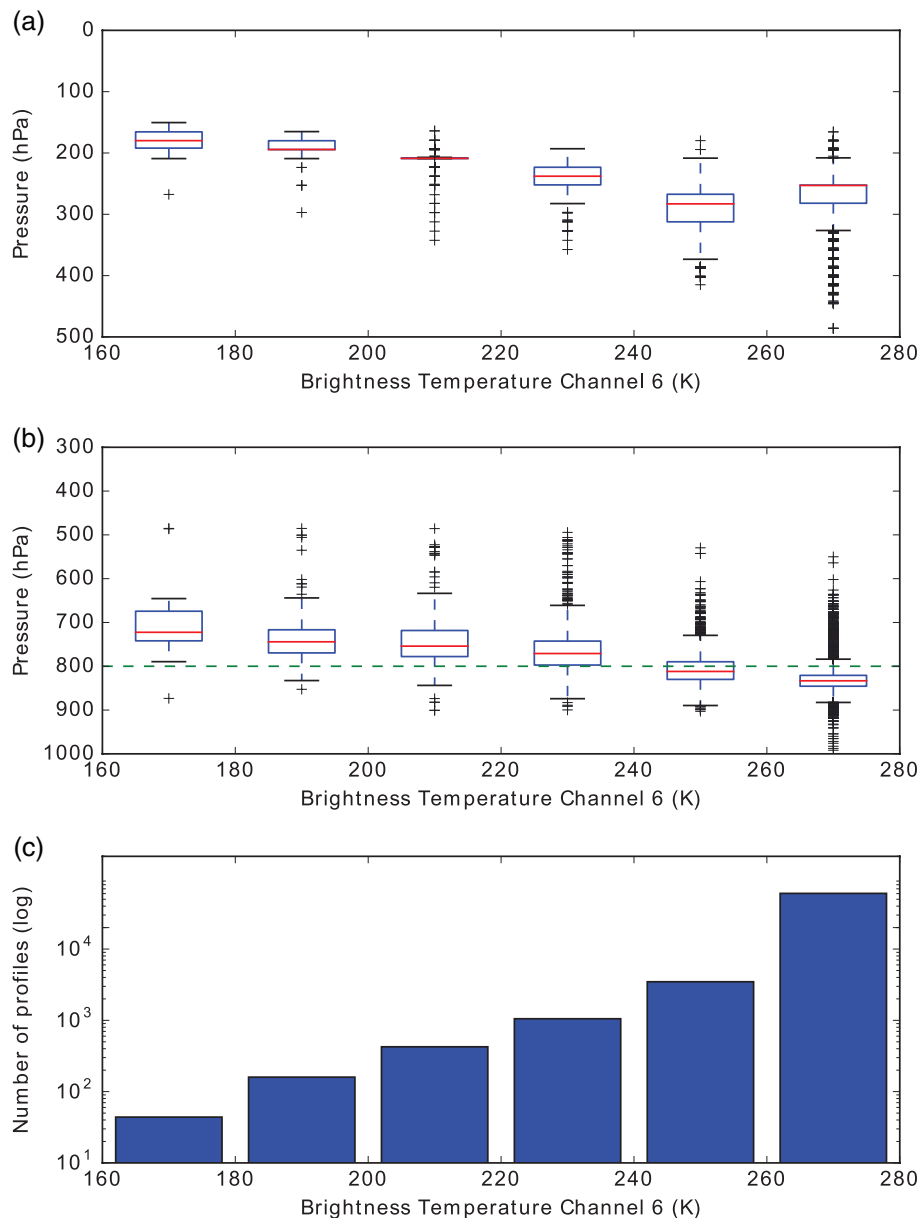 (a)
0
100
200
300
400
500
Pressure (hPa)
160 180 200 220 240 260 280
Brightness Temperature Channel 6 (K)
(b)
300
400
500
600
700
800
900
1000
Pressure (hPa)
160 180 200 220 240 260 280
Brightness Temperature Channel 6 (K)
(c)
10^4
10^3
10^2
10^1
Number of profiles (log)
160 180 200 220 240 260 280
Brightness Temperature Channel 6 (K)